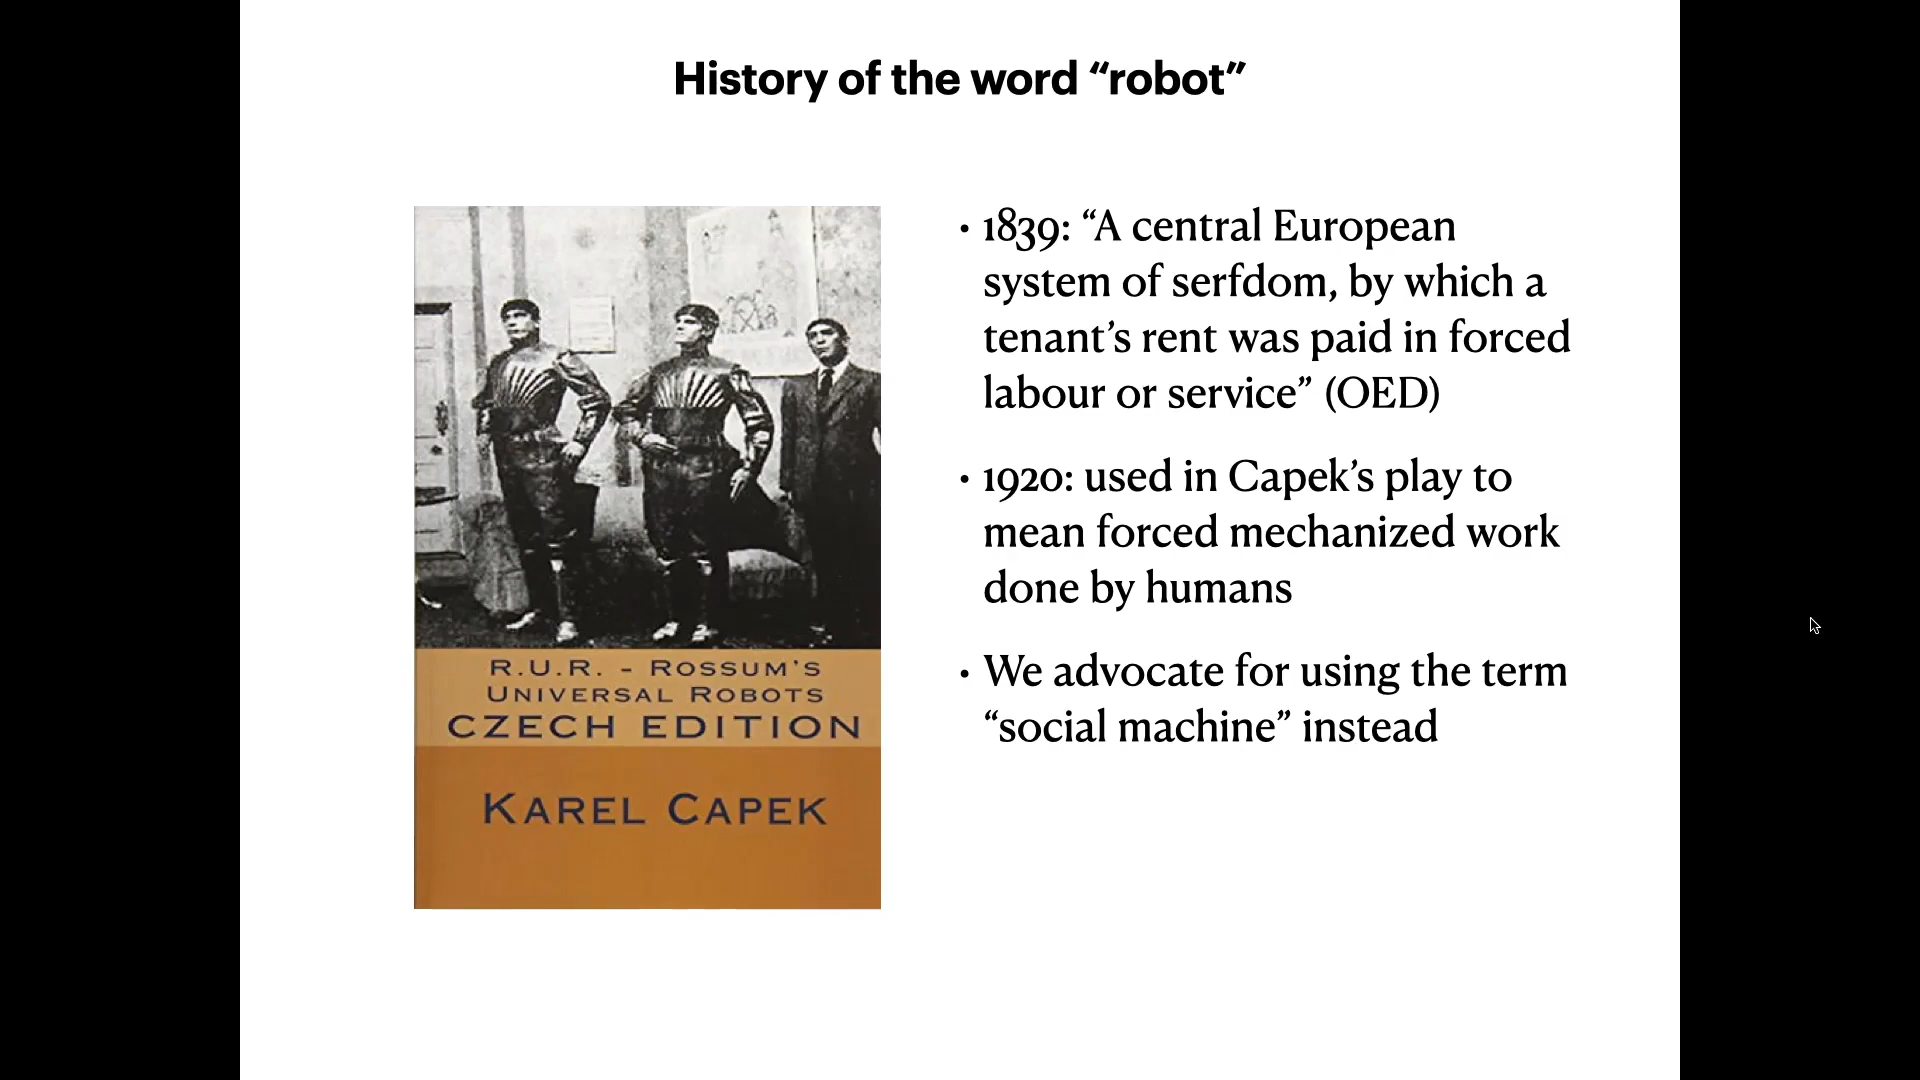 History of the word “robot”
R.U.R. - Rossum's
Universal Robots
Czech Edition
Karel Capek
• 1839: “A central European
system of serfdom, by which a
tenant’s rent was paid in forced
labour or service” (OED)
• 1920: used in Capek’s play to
mean forced mechanized work
done by humans
• We advocate for using the term
“social machine” instead